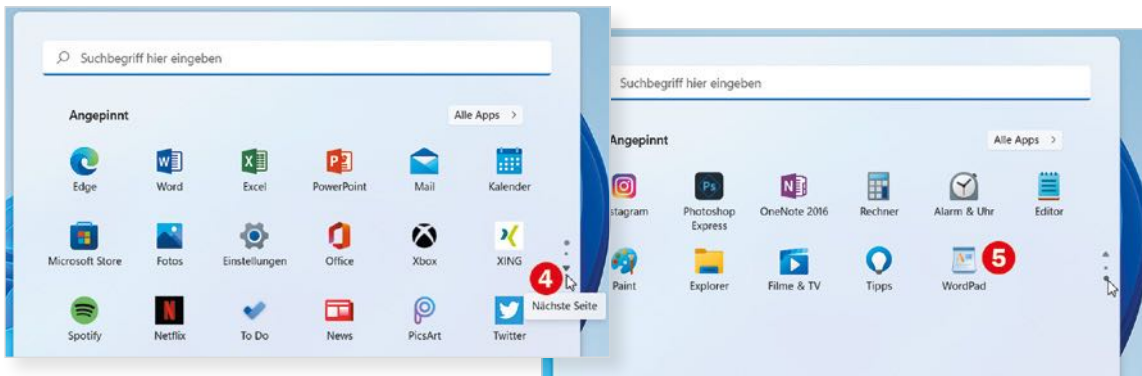 Suchbegriff hier eingeben
Angepinnt
Alle Apps >
Edge Word Excel PowerPoint Mail Kalender
Microsoft Store Fotos Einstellungen Office Xbox XING
4
Nächste Seite
Spotify Netflix To Do News PicsArt Twitter
Suchbegriff hier eingeben
Angepinnt
Alle Apps >
stagram Photoshop Express OneNote 2016 Rechner Alarm & Uhr Editor
5
Paint Explorer Filme & TV Tipps WordPad